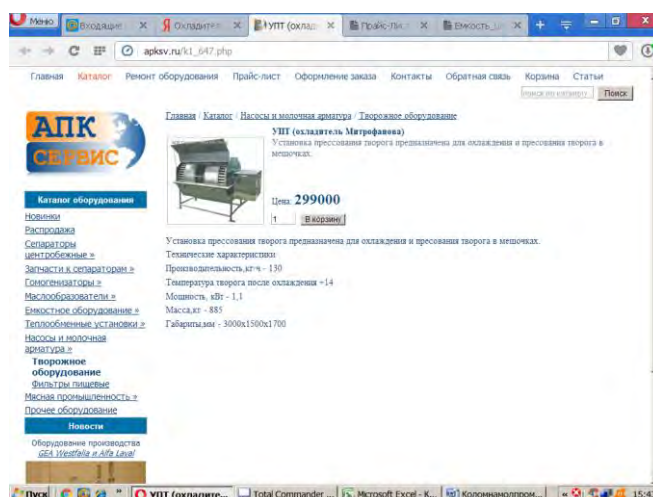 Меню
Входящие
Охладител
УПТ (охлад
Прайс-ли
Емкость
apksv.ru/k1_647.php
Главная Каталог Ремонт оборудования Прайс-лист Оформление заказа Контакты Обратная связь Корзина Статьи
Поиск
АПК
СЕРВИС
Главная / Каталог / Насосы и молочная арматура / Творожное оборудование
УПТ (охладитель Митрофанова)
Установка прессования творога предназначена для охлаждения и пресования творога в
мешочках.
Цена: 299000
1 В корзину
Каталог оборудования
Новинки
Распродажа
Сепараторы
центробежные »
Запчасти к сепараторам »
Гомогенизаторы »
Маслообразователи »
Емкостное оборудование »
Теплообменные установки »
Насосы и молочная
арматура »
Творожное
оборудование
Фильтры пищевые
Мясная промышленность »
Прочее оборудование
Новости
Оборудование производства
GEA Westfalia и Alfa Laval
Установка прессования творога предназначена для охлаждения и пресования творога в мешочках.
Технические характеристики
Производительность,кг/ч - 130
Температура творога после охлаждения +14
Мощность, кВт - 1,1
Масса,кг - 885
Габариты,мм - 3000х1500х1700
Пуск
УПТ (охладите...
Total Commander ...
Microsoft Excel - К...
Коломнамолпром...